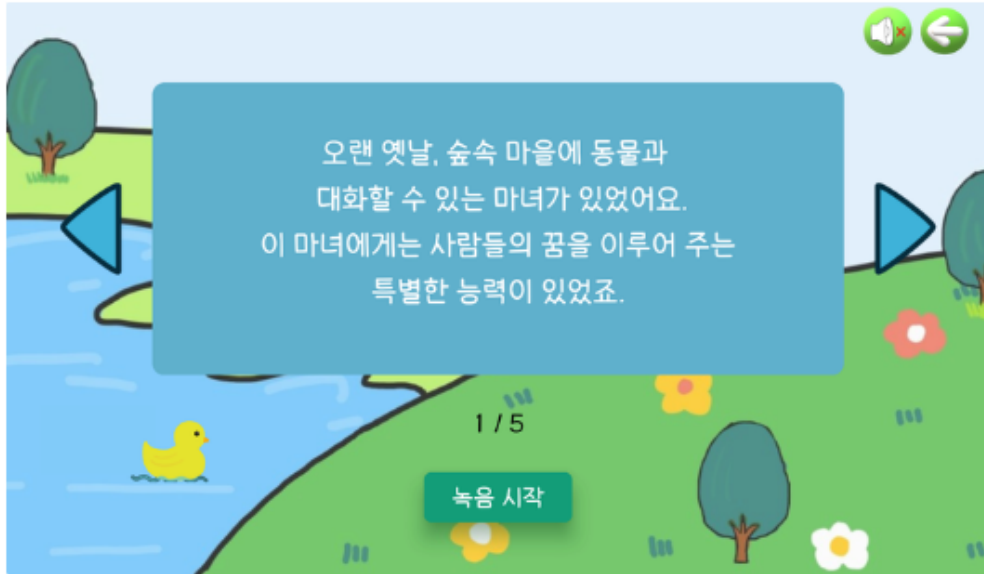 오랜 옛날, 숲속 마을에 동물과
대화할 수 있는 마녀가 있었어요.
이 마녀에게는 사람들의 꿈을 이루어 주는
특별한 능력이 있었죠.
1 / 5
녹음 시작